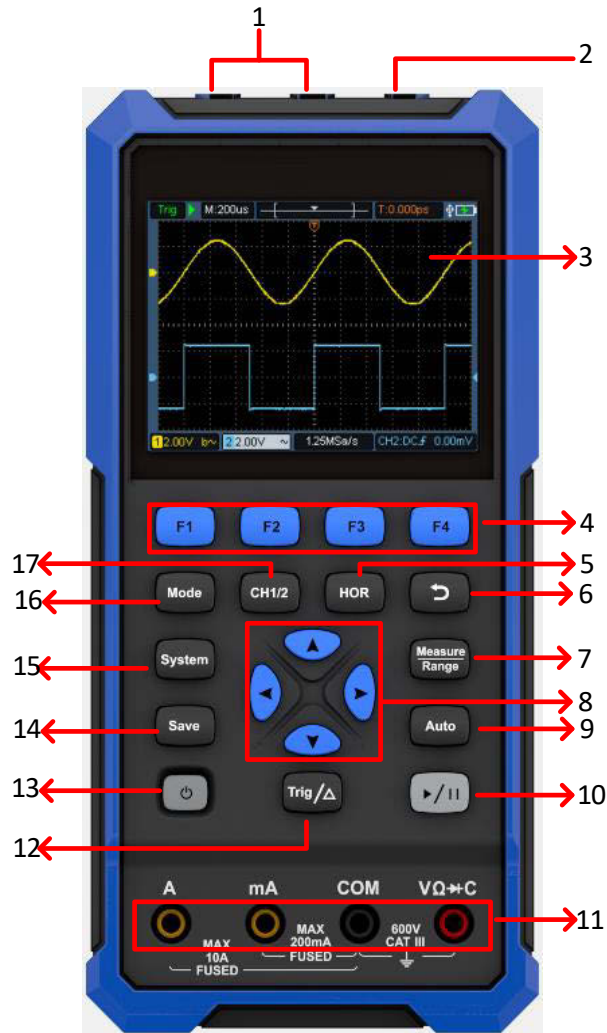 1
2
Trig M:200us T:0.000ps
T
3
1 2.00V b~ 2 2.00V ~ 1.25MSa/s CH2:DC 0.00mV
F1 F2 F3 F4
4
17
5
Mode CH1/2 HOR
16
6
System
Measure
Range
15
7
8
Save Auto
14
9
13
Trig/△ ▶/II
10
12
A mA COM VΩ C
11
MAX
10A
FUSED
MAX
200mA
FUSED
600V
CAT III